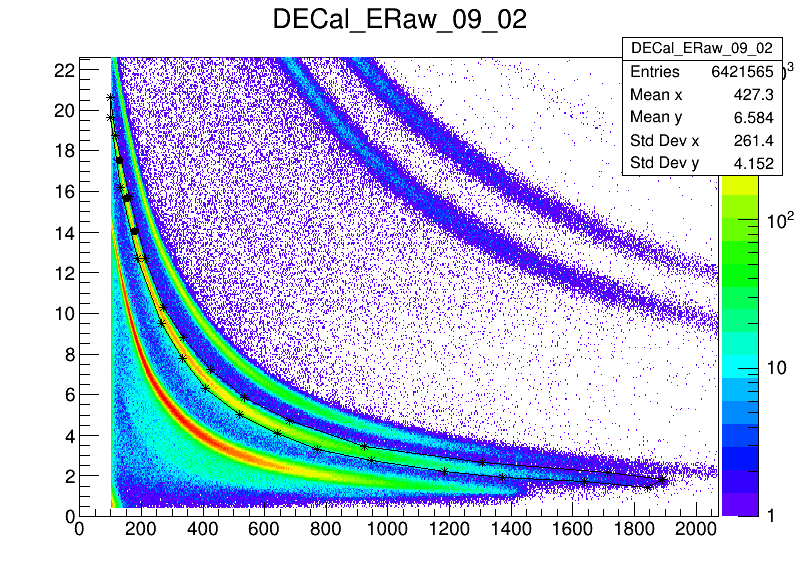 DECal_ERaw_09_02
DECal_ERaw_09_02
Entries 6421565
Mean x 427.3
Mean y 6.584
Std Dev x 261.4
Std Dev y 4.152
22
20
18
16
14
12
10
8
6
4
2
0
0 200 400 600 800 1000 1200 1400 1600 1800 2000
10²
10
1